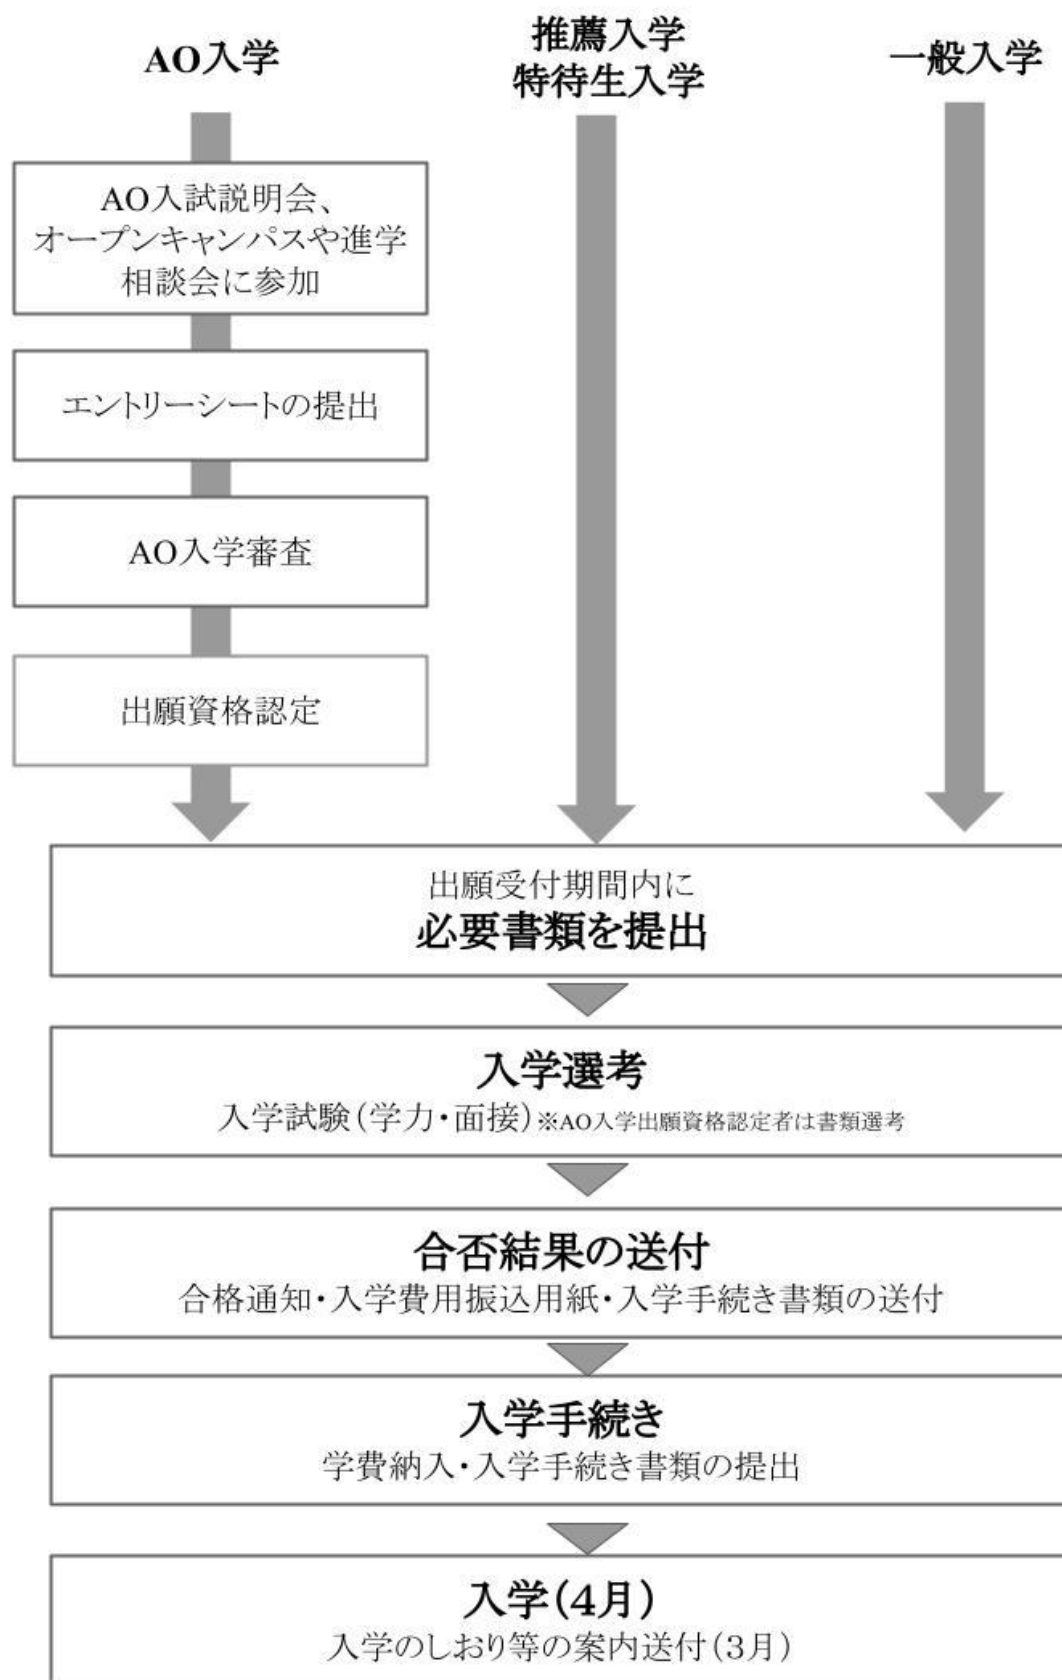 AO入学
推薦入学
特待生入学
一般入学
AO入試説明会、
オープンキャンパスや進学
相談会に参加
エントリーシートの提出
AO入学審査
出願資格認定
出願受付期間内に
必要書類を提出
入学選考
入学試験(学力・面接)※AO入学出願資格認定者は書類選考
合否結果の送付
合格通知・入学費用振込用紙・入学手続き書類の送付
入学手続き
学費納入・入学手続き書類の提出
入学(4月)
入学のしおり等の案内送付(3月)